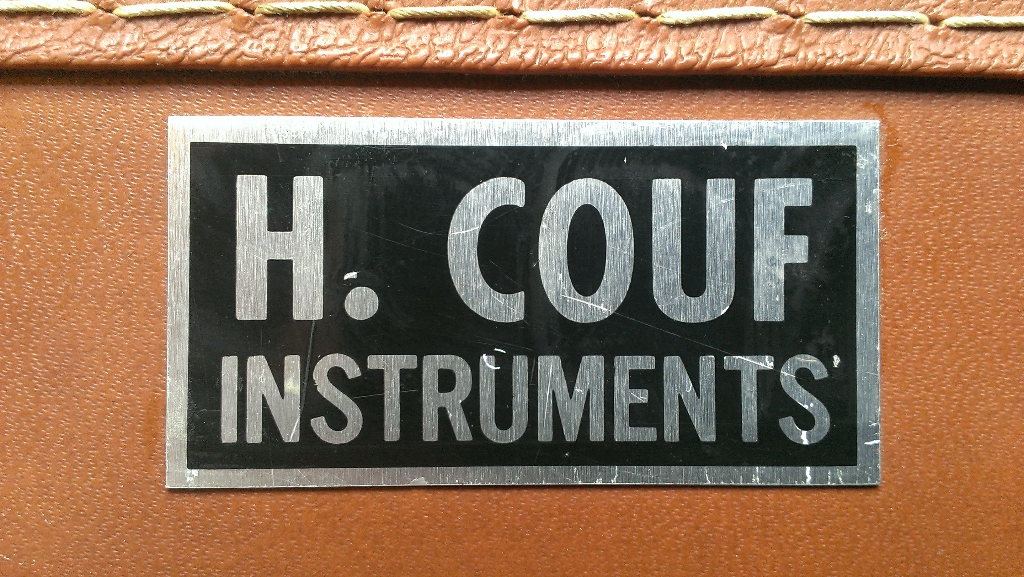 H. COUF
INSTRUMENTS